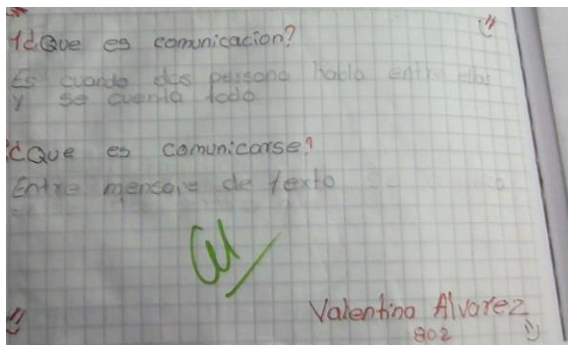 1¿Que es comunicacion?
Es cuando dos persona habla entre ellas
y se cuenta todo
¿Que es comunicarse?
Entre mensaje de texto
Valentina Alvarez
802